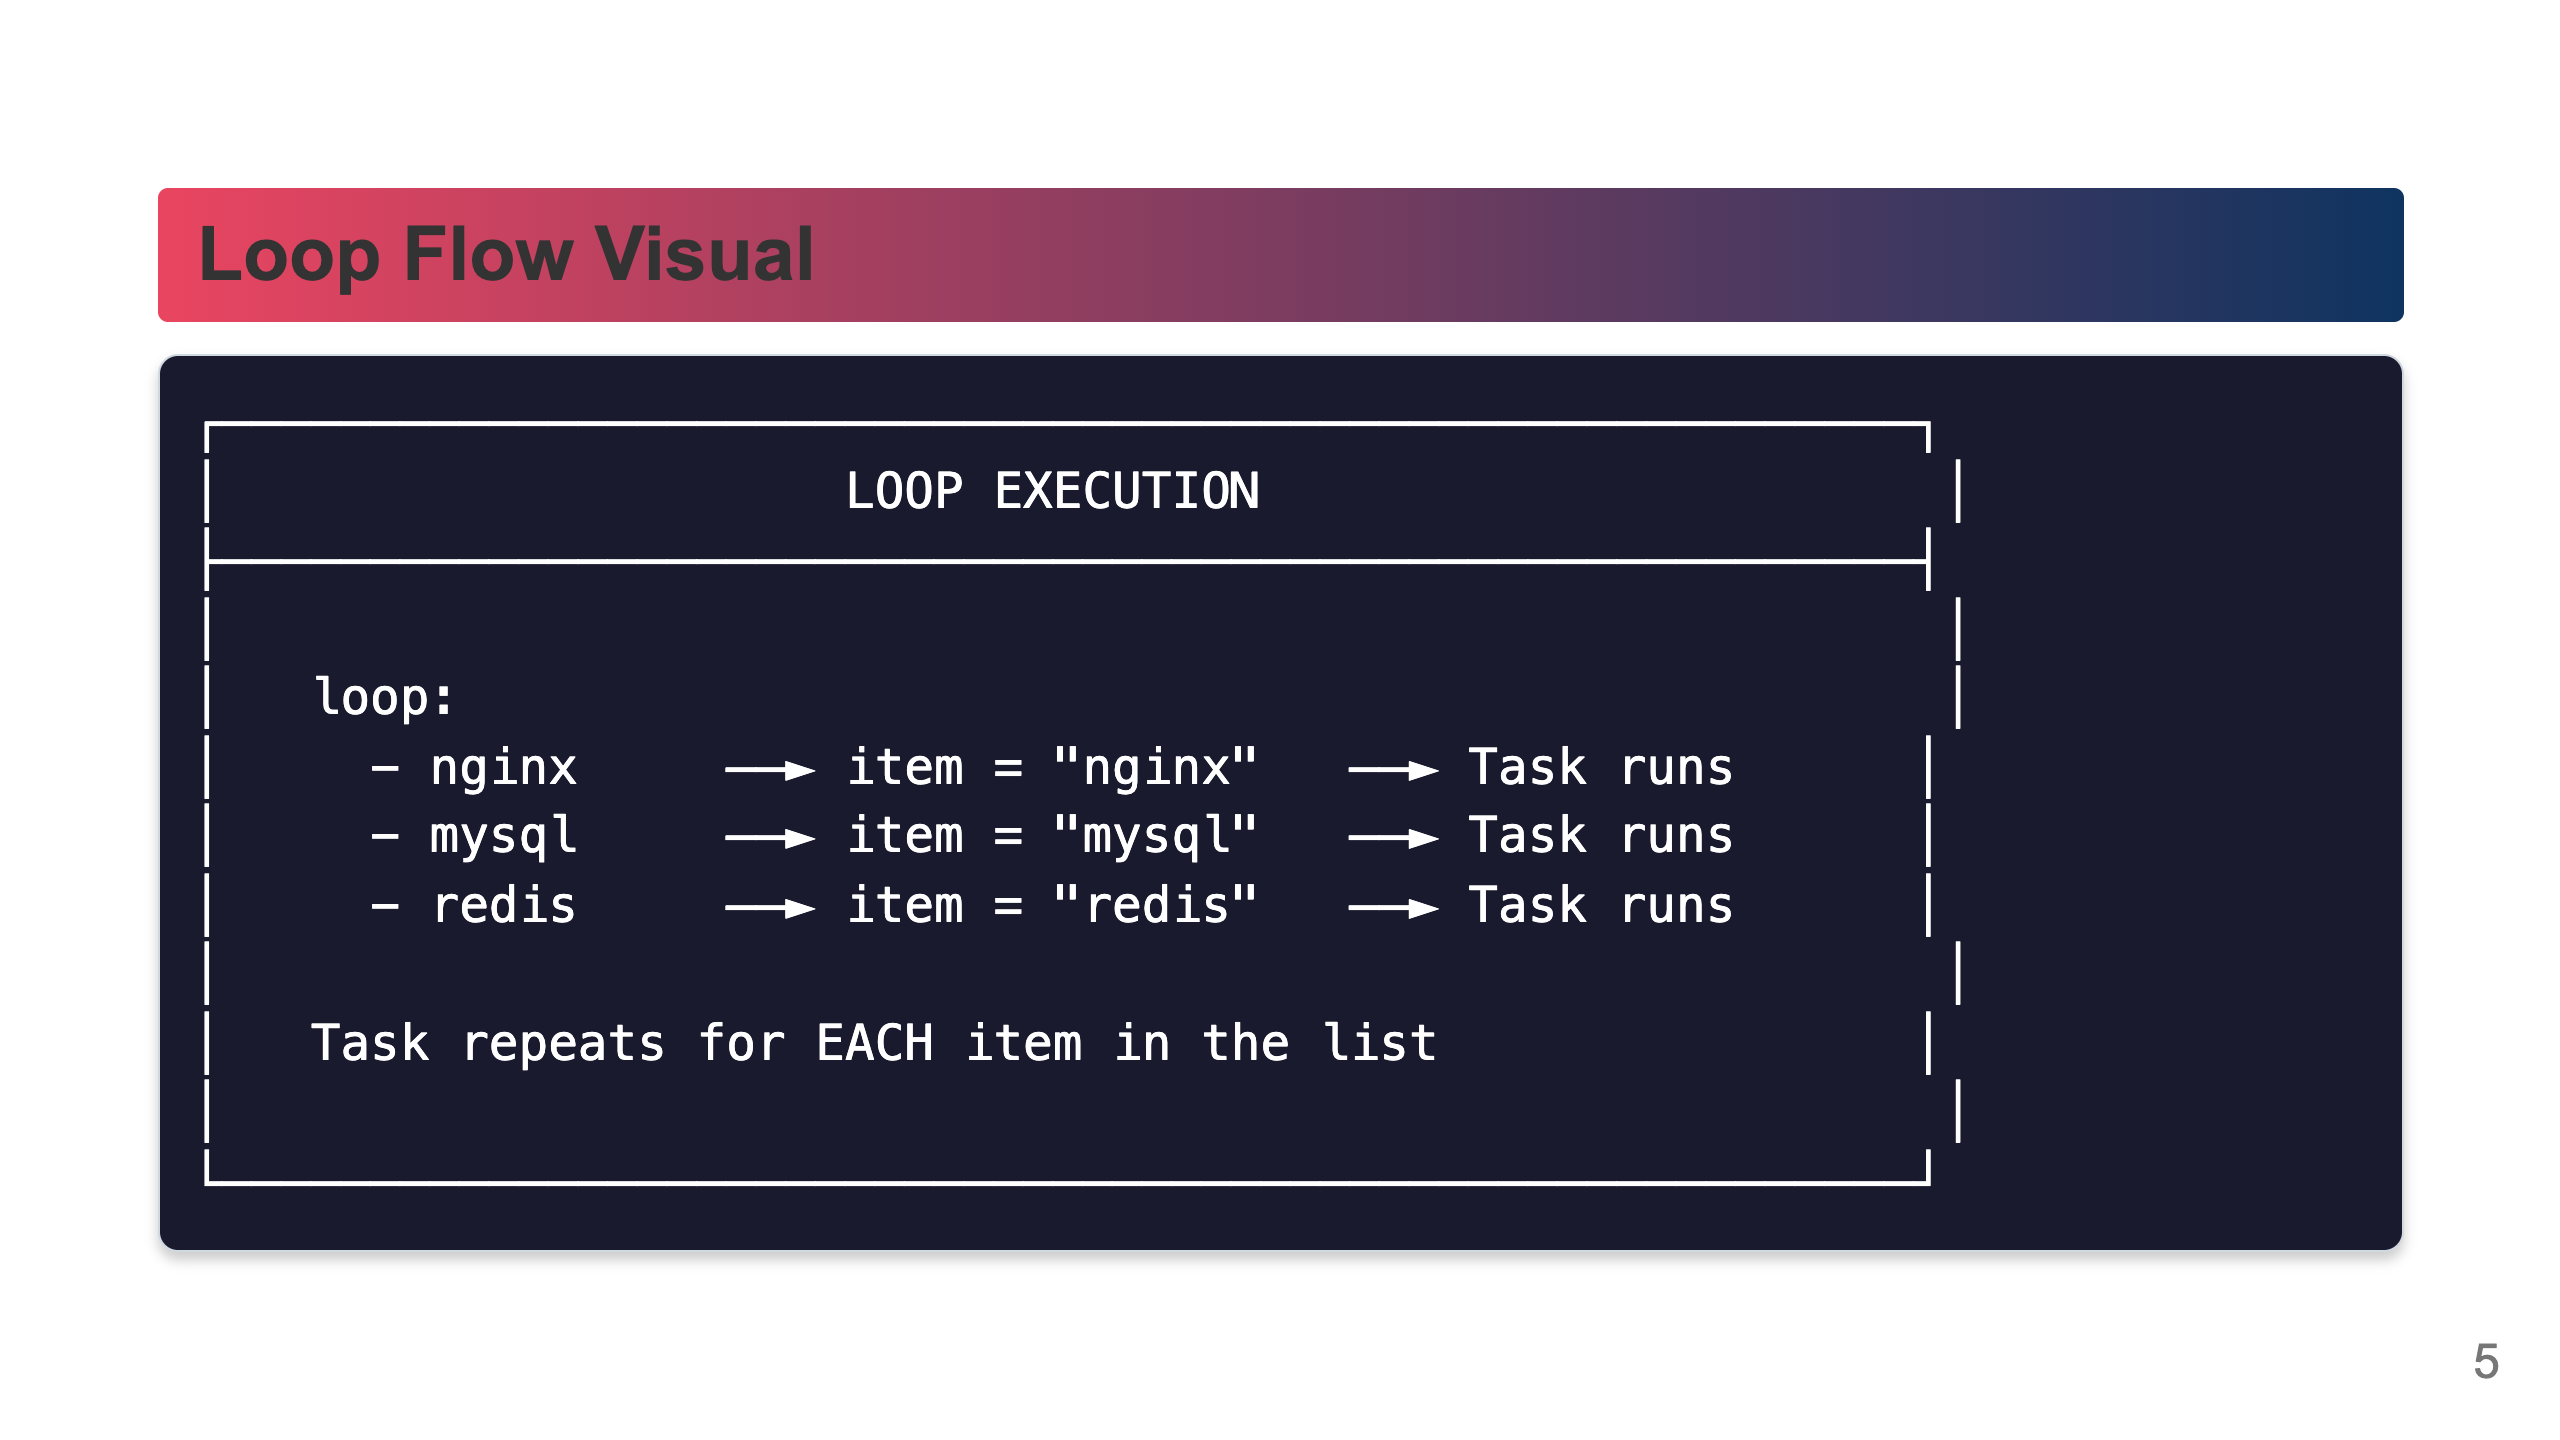 Loop Flow Visual
LOOP EXECUTION
loop:
- nginx ──► item = "nginx" ──► Task runs
- mysql ──► item = "mysql" ──► Task runs
- redis ──► item = "redis" ──► Task runs
Task repeats for EACH item in the list
5